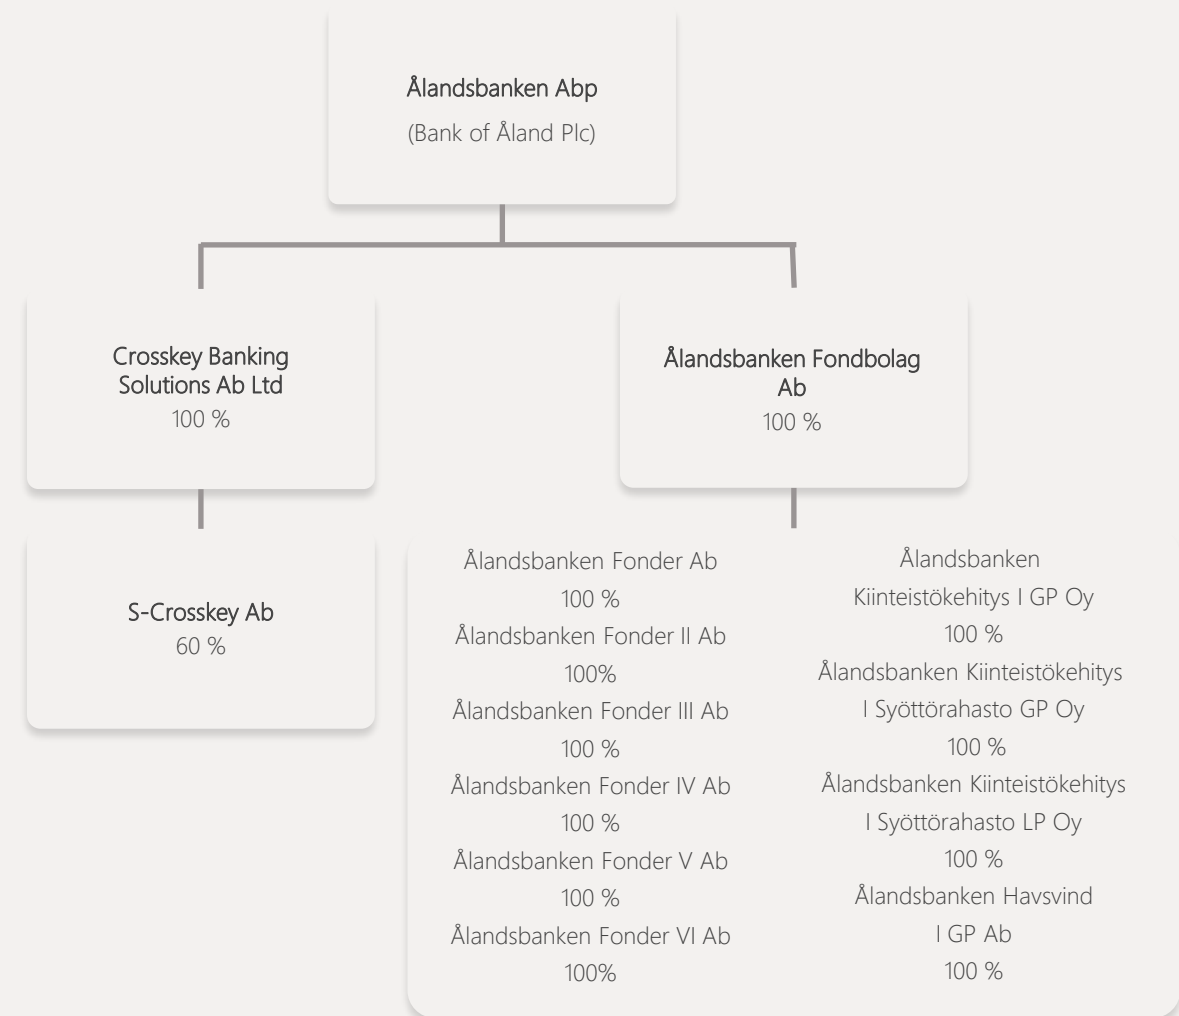 Ålandsbanken Abp
(Bank of Åland Plc)
Crosskey Banking
Solutions Ab Ltd
100 %
Ålandsbanken Fondbolag
Ab
100 %
S-Crosskey Ab
60 %
Ålandsbanken Fonder Ab
100 %
Ålandsbanken Fonder II Ab
100%
Ålandsbanken Fonder III Ab
100 %
Ålandsbanken Fonder IV Ab
100 %
Ålandsbanken Fonder V Ab
100 %
Ålandsbanken Fonder VI Ab
100%
Ålandsbanken
Kiinteistökehitys I GP Oy
100 %
Ålandsbanken Kiinteistökehitys
I Syöttörahasto GP Oy
100 %
Ålandsbanken Kiinteistökehitys
I Syöttörahasto LP Oy
100 %
Ålandsbanken Havsvind
I GP Ab
100 %